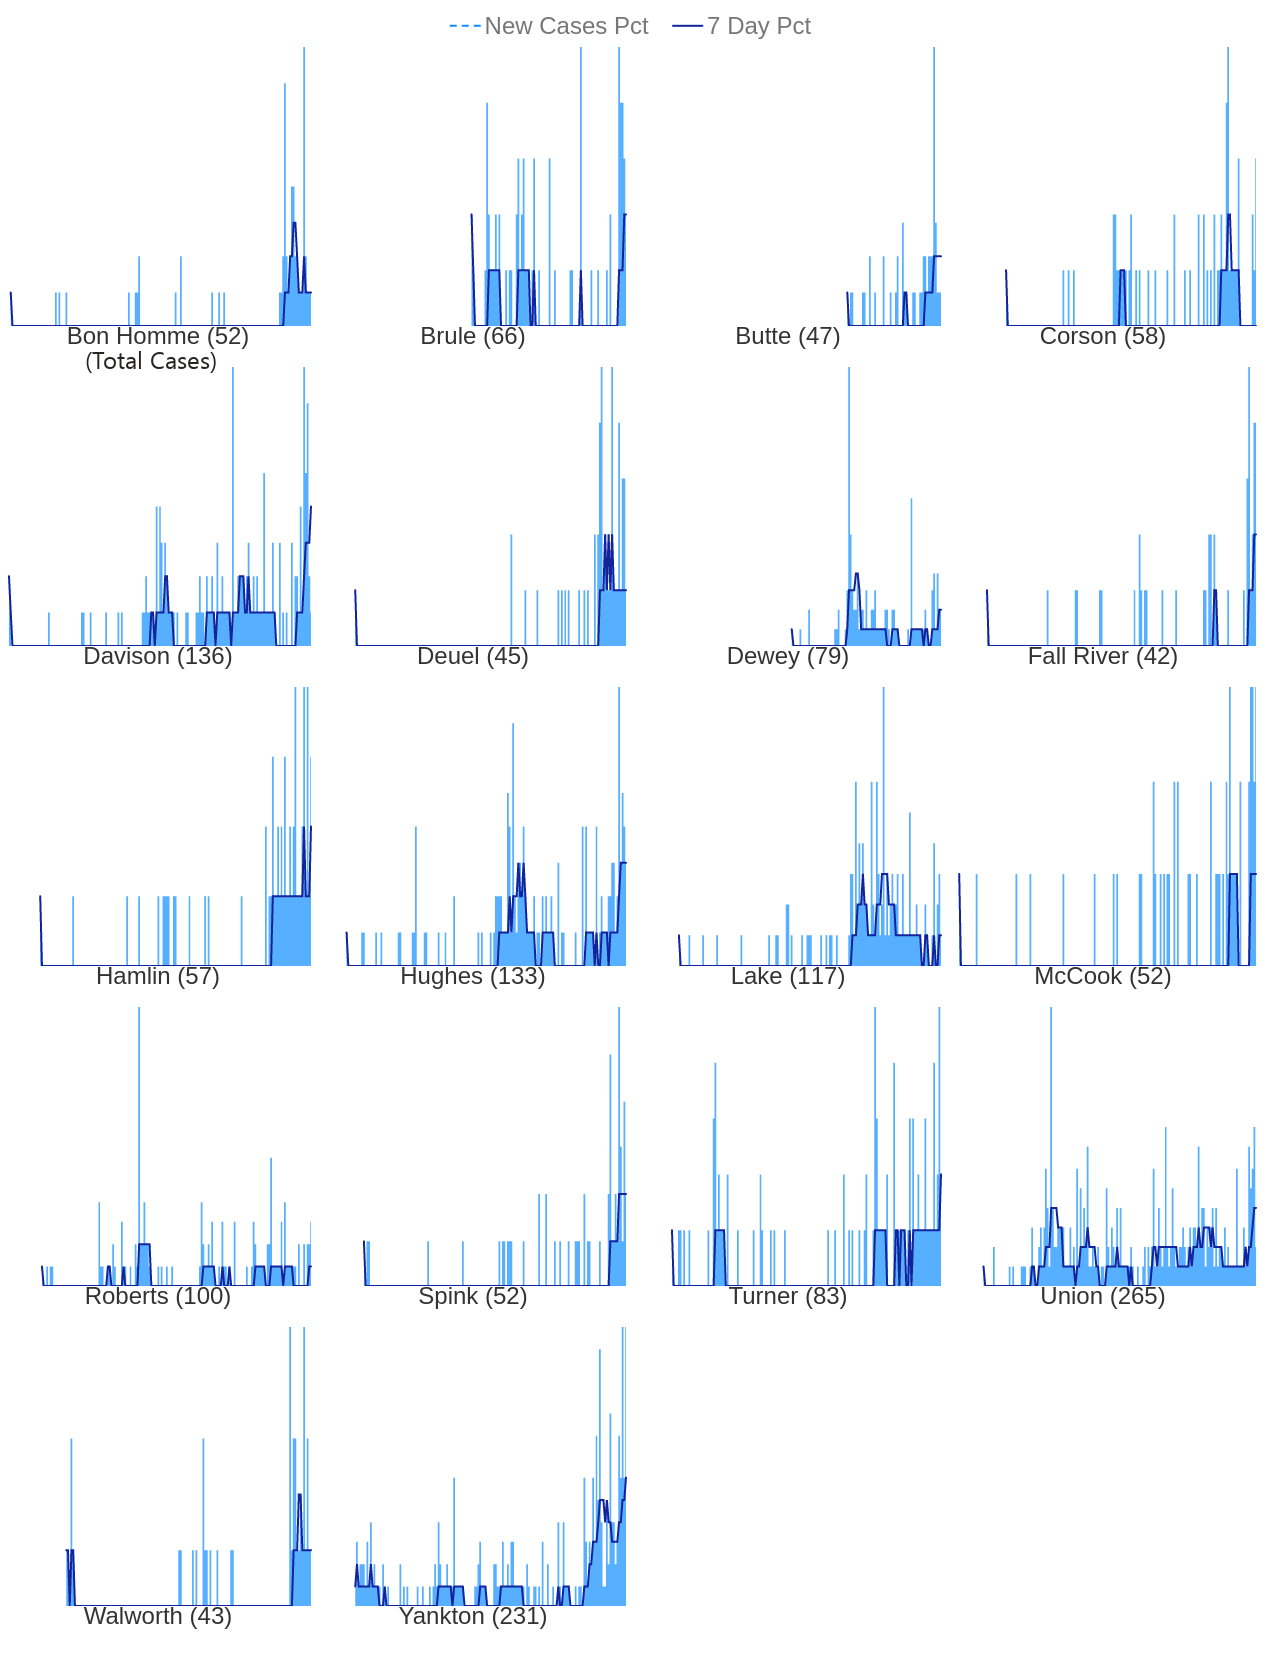 New Cases Pct 7 Day Pct
Bon Homme (52) Brule (66) Butte (47) Corson (58)
(Total Cases)
Davison (136) Deuel (45) Dewey (79) Fall River (42)
Hamlin (57) Hughes (133) Lake (117) McCook (52)
Roberts (100) Spink (52) Turner (83) Union (265)
Walworth (43) Yankton (231)